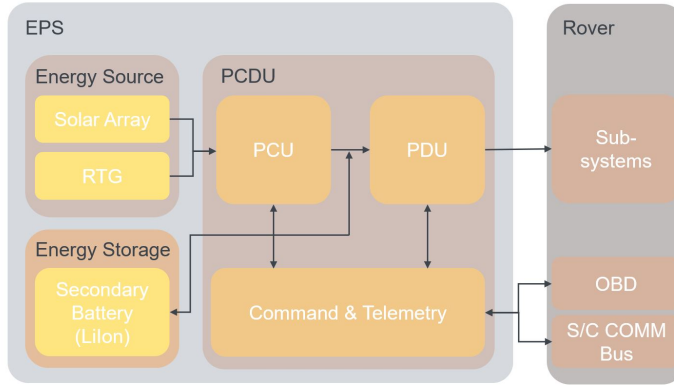 EPS
Rover
Energy Source
PCDU
Solar Array
RTG
PCU
PDU
Sub-
systems
Energy Storage
Secondary
Battery
(LiIon)
Command & Telemetry
OBD
S/C COMM
Bus